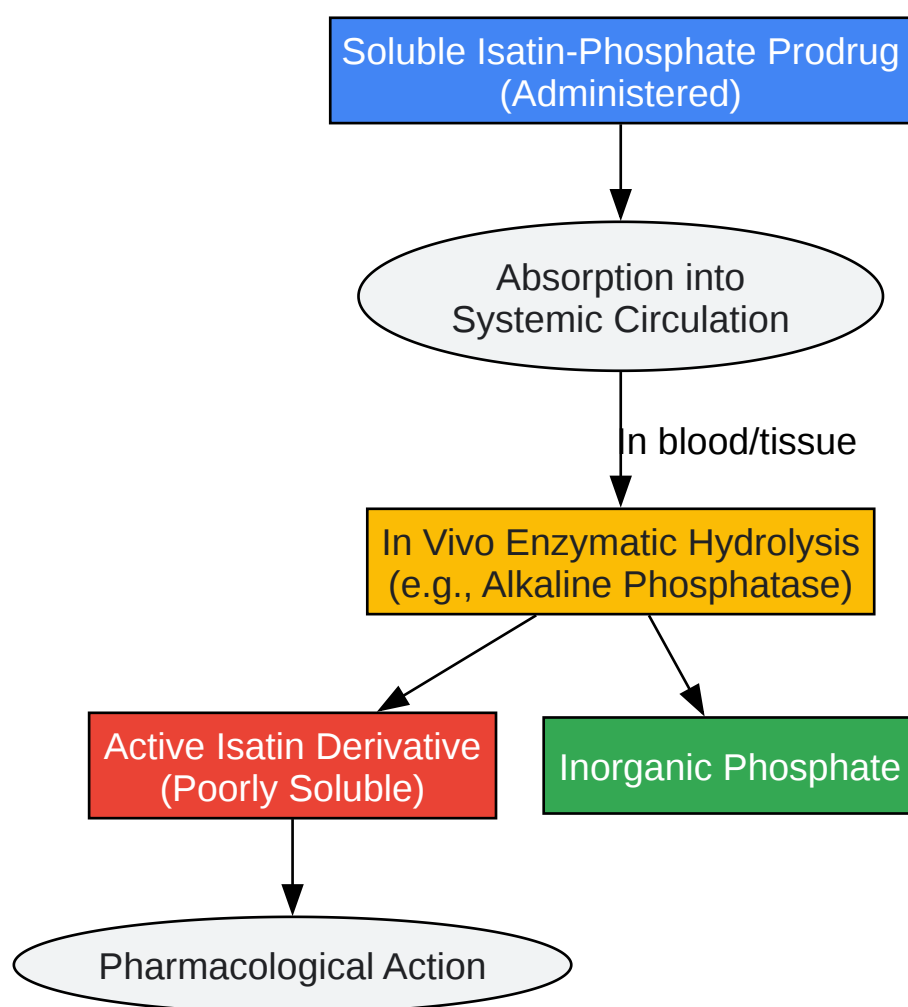 Soluble Isatin-Phosphate Prodrug
(Administered)
Absorption into
Systemic Circulation
In blood/tissue
In Vivo Enzymatic Hydrolysis
(e.g., Alkaline Phosphatase)
Active Isatin Derivative
(Poorly Soluble)
Inorganic Phosphate
Pharmacological Action